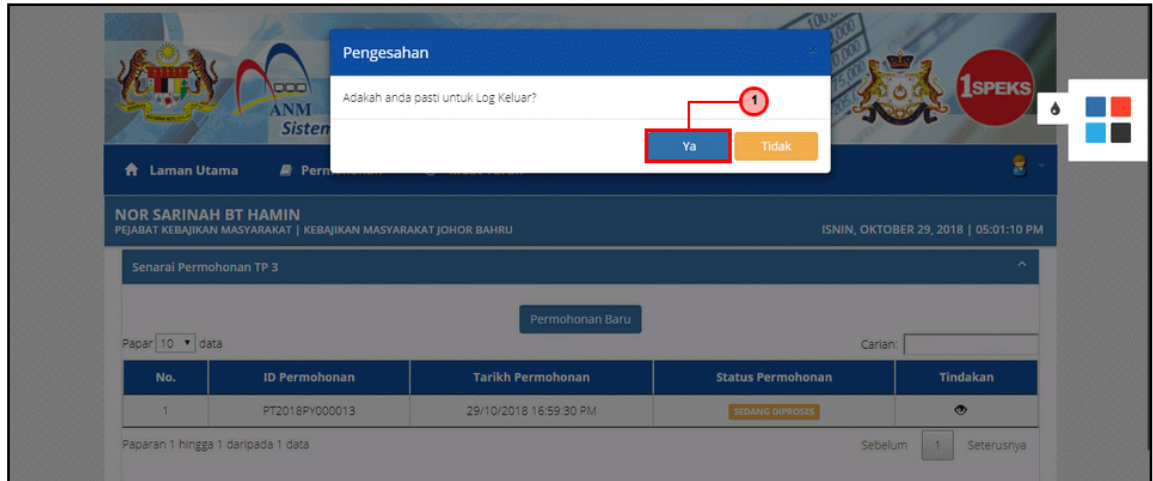 Pengesahan
×
Adakah anda pasti untuk Log Keluar?
1
Ya
Tidak
ANM
Sistem
1SPEKS
Laman Utama
NOR SARINAH BT HAMIN
PEJABAT KEBAJIKAN MASYARAKAT | KEBAJIKAN MASYARAKAT JOHOR BAHRU
ISNIN, OKTOBER 29, 2018 | 05:01:10 PM
Senarai Permohonan TP 3
Permohonan Baru
Papar 10 data
Carian:
No. ID Permohonan Tarikh Permohonan Status Permohonan Tindakan
1 PT2018PY000013 29/10/2018 16:59:30 PM SEDANG DIPROSES
Paparan 1 hingga 1 daripada 1 data
Sebelum 1 Seterusnya